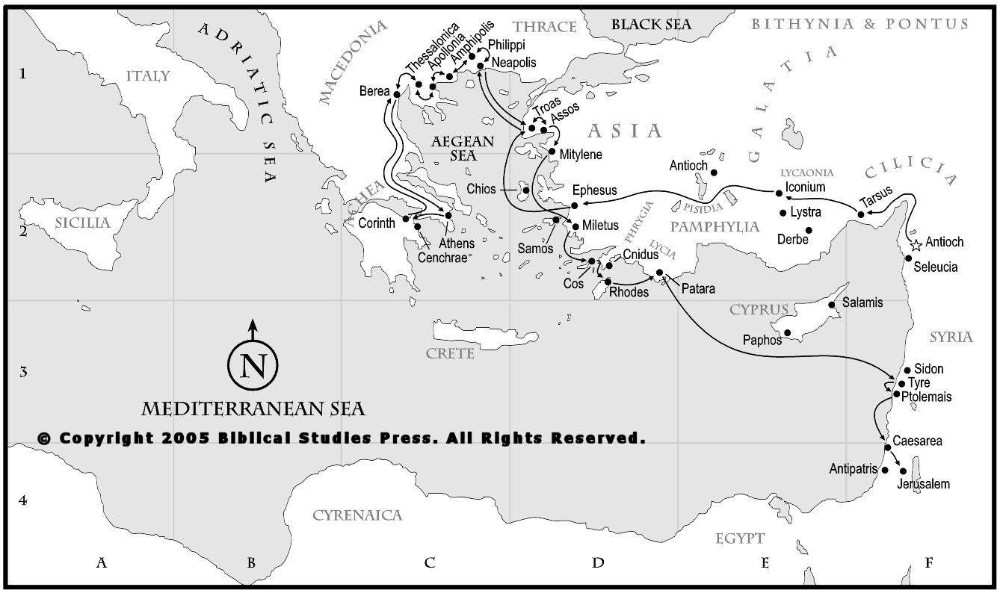 ADRIATIC SEA
MACEDONIA
Thessalonica
Apollonia
Amphipolis
THRACE
BLACK SEA
BITHYNIA & PONTUS
Philippi
Neapolis
GALATIA
1
ITALY
Berea
Troas
Assos
ASIA
AEGEAN
SEA
Mitylene
Antioch
LYCAONIA
CILICIA
Chios
Ephesus
Iconium
Tarsus
ACHEA
PISIDIA
Lystra
SICILIA
Corinth
Miletus
PHRYGIA
PAMPHYLIA
2
Derbe
Antioch
Athens
Samos
LYCIA
Cenchrae
Cnidus
Seleucia
Cos
Rhodes
Patara
CYPRUS
Salamis
Paphos
SYRIA
CRETE
N
3
Sidon
Tyre
Ptolemais
MEDITERRANEAN SEA
© Copyright 2005 Biblical Studies Press. All Rights Reserved.
Caesarea
Antipatris
Jerusalem
4
CYRENAICA
EGYPT
A
B
C
D
E
F